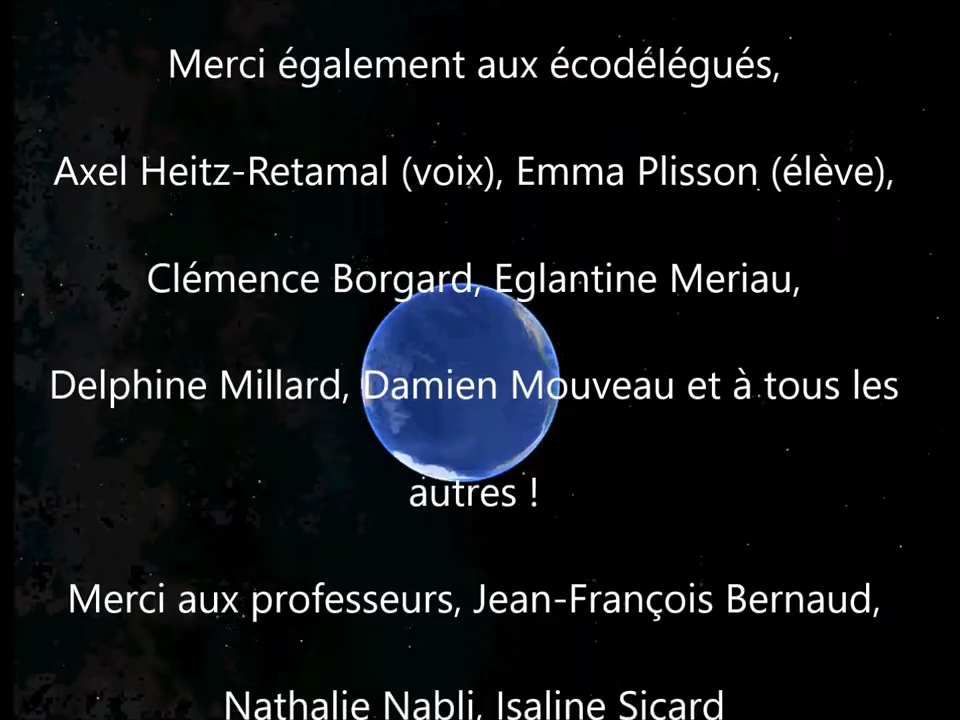 Merci également aux écodélégués,
Axel Heitz-Retamal (voix), Emma Plisson (élève),
Clémence Borgard, Eglantine Meriau,
Delphine Millard, Damien Mouveau et à tous les
autres !
Merci aux professeurs, Jean-François Bernaud,
Nathalie Nabli, Isaline Sicard